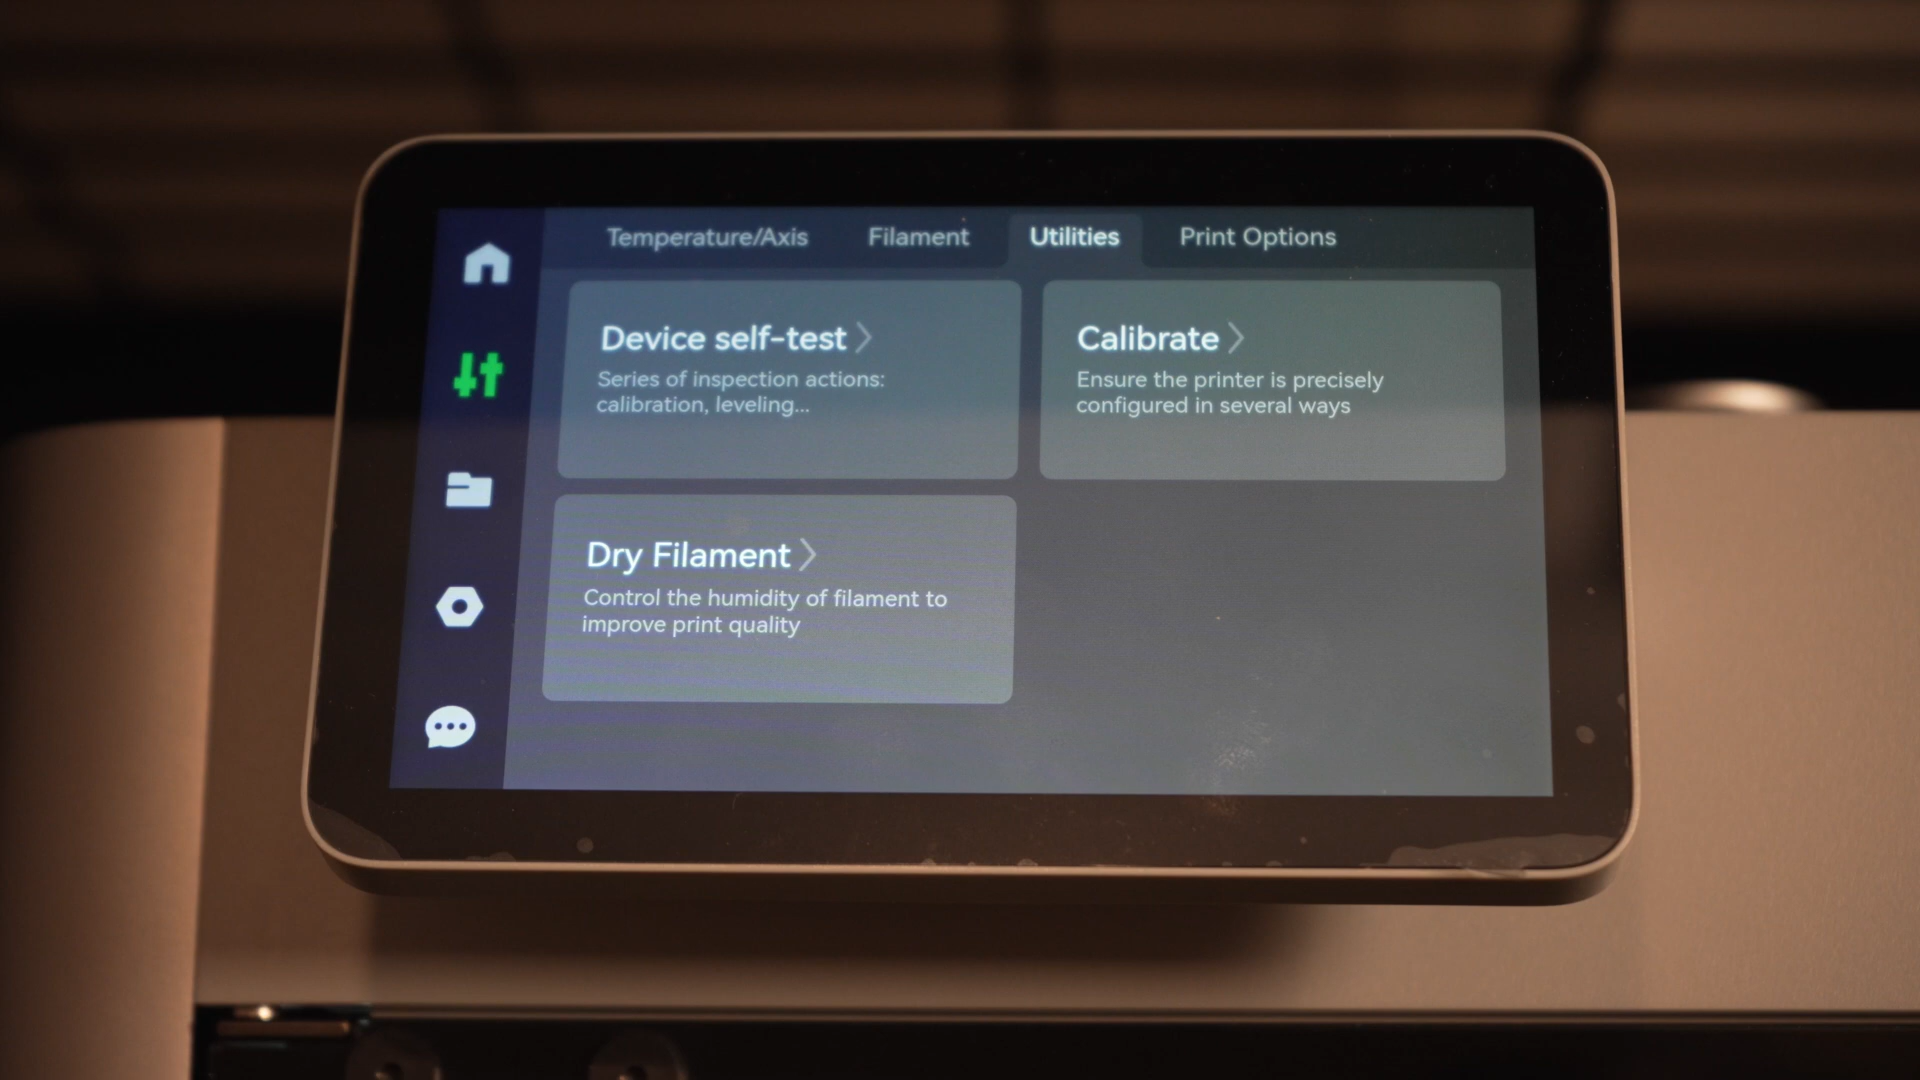 Temperature/Axis Filament Utilities Print Options
Device self-test
Series of inspection actions:
calibration, leveling...
Calibrate
Ensure the printer is precisely
configured in several ways
Dry Filament
Control the humidity of filament to
improve print quality